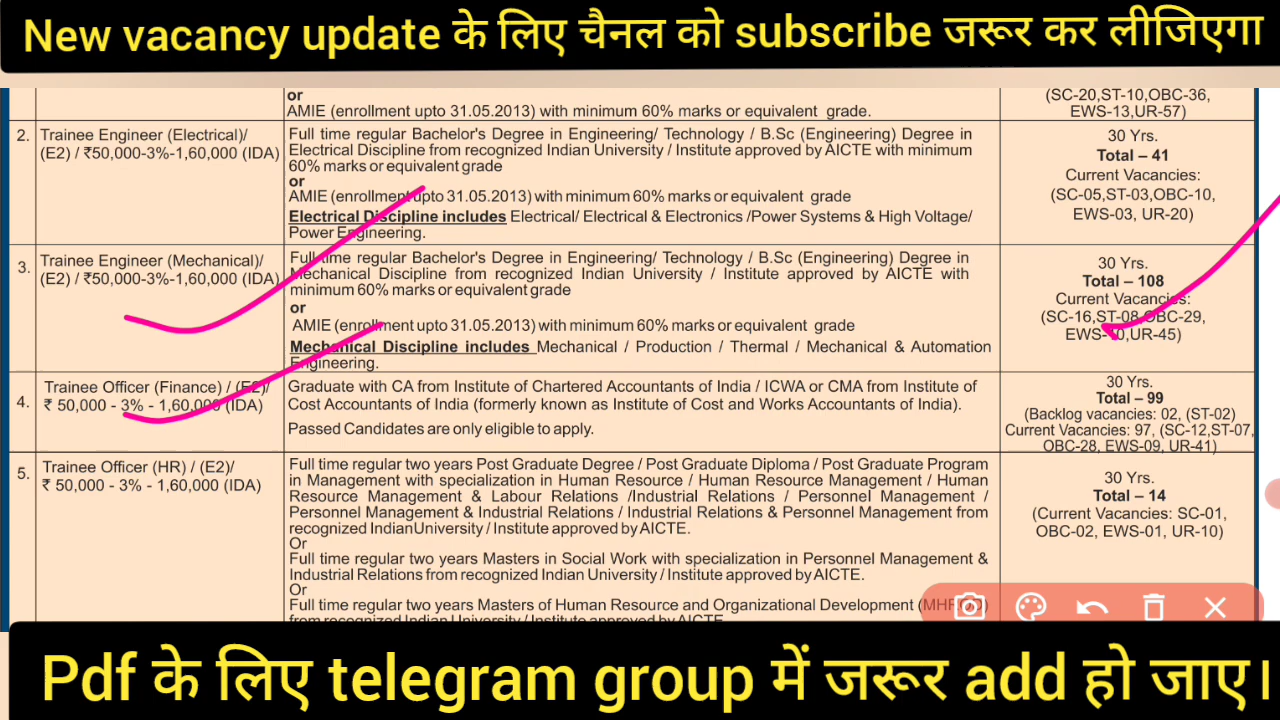 New vacancy update के लिए चैनल को subscribe जरूर कर लीजिएगा
or
AMIE (enrollment upto 31.05.2013) with minimum 60% marks or equivalent grade.
(SC-20,ST-10,OBC-36,
EWS-13,UR-57)
2.
Trainee Engineer (Electrical)/
(E2) / ₹50,000-3%-1,60,000 (IDA)
Full time regular Bachelor's Degree in Engineering/ Technology / B.Sc (Engineering) Degree in
Electrical Discipline from recognized Indian University / Institute approved by AICTE with minimum
60% marks or equivalent grade
or
AMIE (enrollment upto 31.05.2013) with minimum 60% marks or equivalent grade
Electrical Discipline includes Electrical/ Electrical & Electronics /Power Systems & High Voltage/
Power Engineering.
30 Yrs.
Total – 41
Current Vacancies:
(SC-05,ST-03,OBC-10,
EWS-03, UR-20)
3.
Trainee Engineer (Mechanical)/
(E2) / ₹50,000-3%-1,60,000 (IDA)
Full time regular Bachelor's Degree in Engineering/ Technology / B.Sc (Engineering) Degree in
Mechanical Discipline from recognized Indian University / Institute approved by AICTE with
minimum 60% marks or equivalent grade
or
AMIE (enrollment upto 31.05.2013) with minimum 60% marks or equivalent grade
Mechanical Discipline includes Mechanical / Production / Thermal / Mechanical & Automation
Engineering.
30 Yrs.
Total – 108
Current Vacancies:
(SC-16,ST-08,OBC-29,
EWS-10,UR-45)
4.
Trainee Officer (Finance) / (E2)/
₹ 50,000 - 3% - 1,60,000 (IDA)
Graduate with CA from Institute of Chartered Accountants of India / ICWA or CMA from Institute of
Cost Accountants of India (formerly known as Institute of Cost and Works Accountants of India).
Passed Candidates are only eligible to apply.
30 Yrs.
Total – 99
(Backlog vacancies: 02, (ST-02)
Current Vacancies: 97, (SC-12,ST-07,
OBC-28, EWS-09, UR-41)
5.
Trainee Officer (HR) / (E2)/
₹ 50,000 - 3% - 1,60,000 (IDA)
Full time regular two years Post Graduate Degree / Post Graduate Diploma / Post Graduate Program
in Management with specialization in Human Resource / Human Resource Management / Human
Resource Management & Labour Relations /Industrial Relations / Personnel Management /
Personnel Management & Industrial Relations / Industrial Relations & Personnel Management from
recognized IndianUniversity / Institute approved by AICTE.
Or
Full time regular two years Masters in Social Work with specialization in Personnel Management &
Industrial Relations from recognized Indian University / Institute approved by AICTE.
Or
Full time regular two years Masters of Human Resource and Organizational Development (MHROD)
from recognized Indian University / Institute approved by AICTE
30 Yrs.
Total – 14
(Current Vacancies: SC-01,
OBC-02, EWS-01, UR-10)
Pdf के लिए telegram group में जरूर add हो जाए।